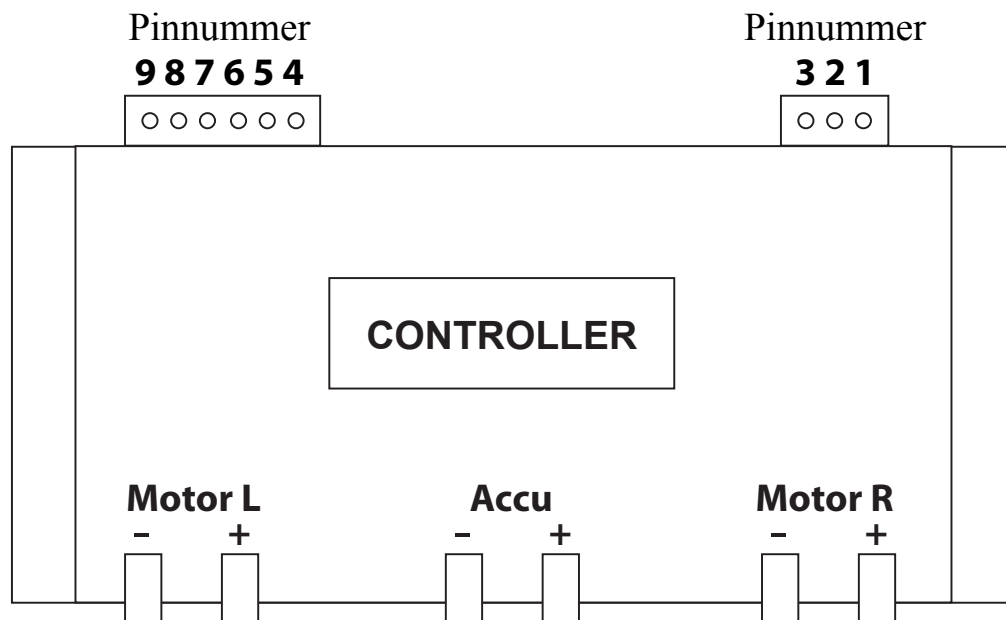 Pinnummer Pinnummer
9 8 7 6 5 4 3 2 1
CONTROLLER
Motor L Accu Motor R
– + – + – +